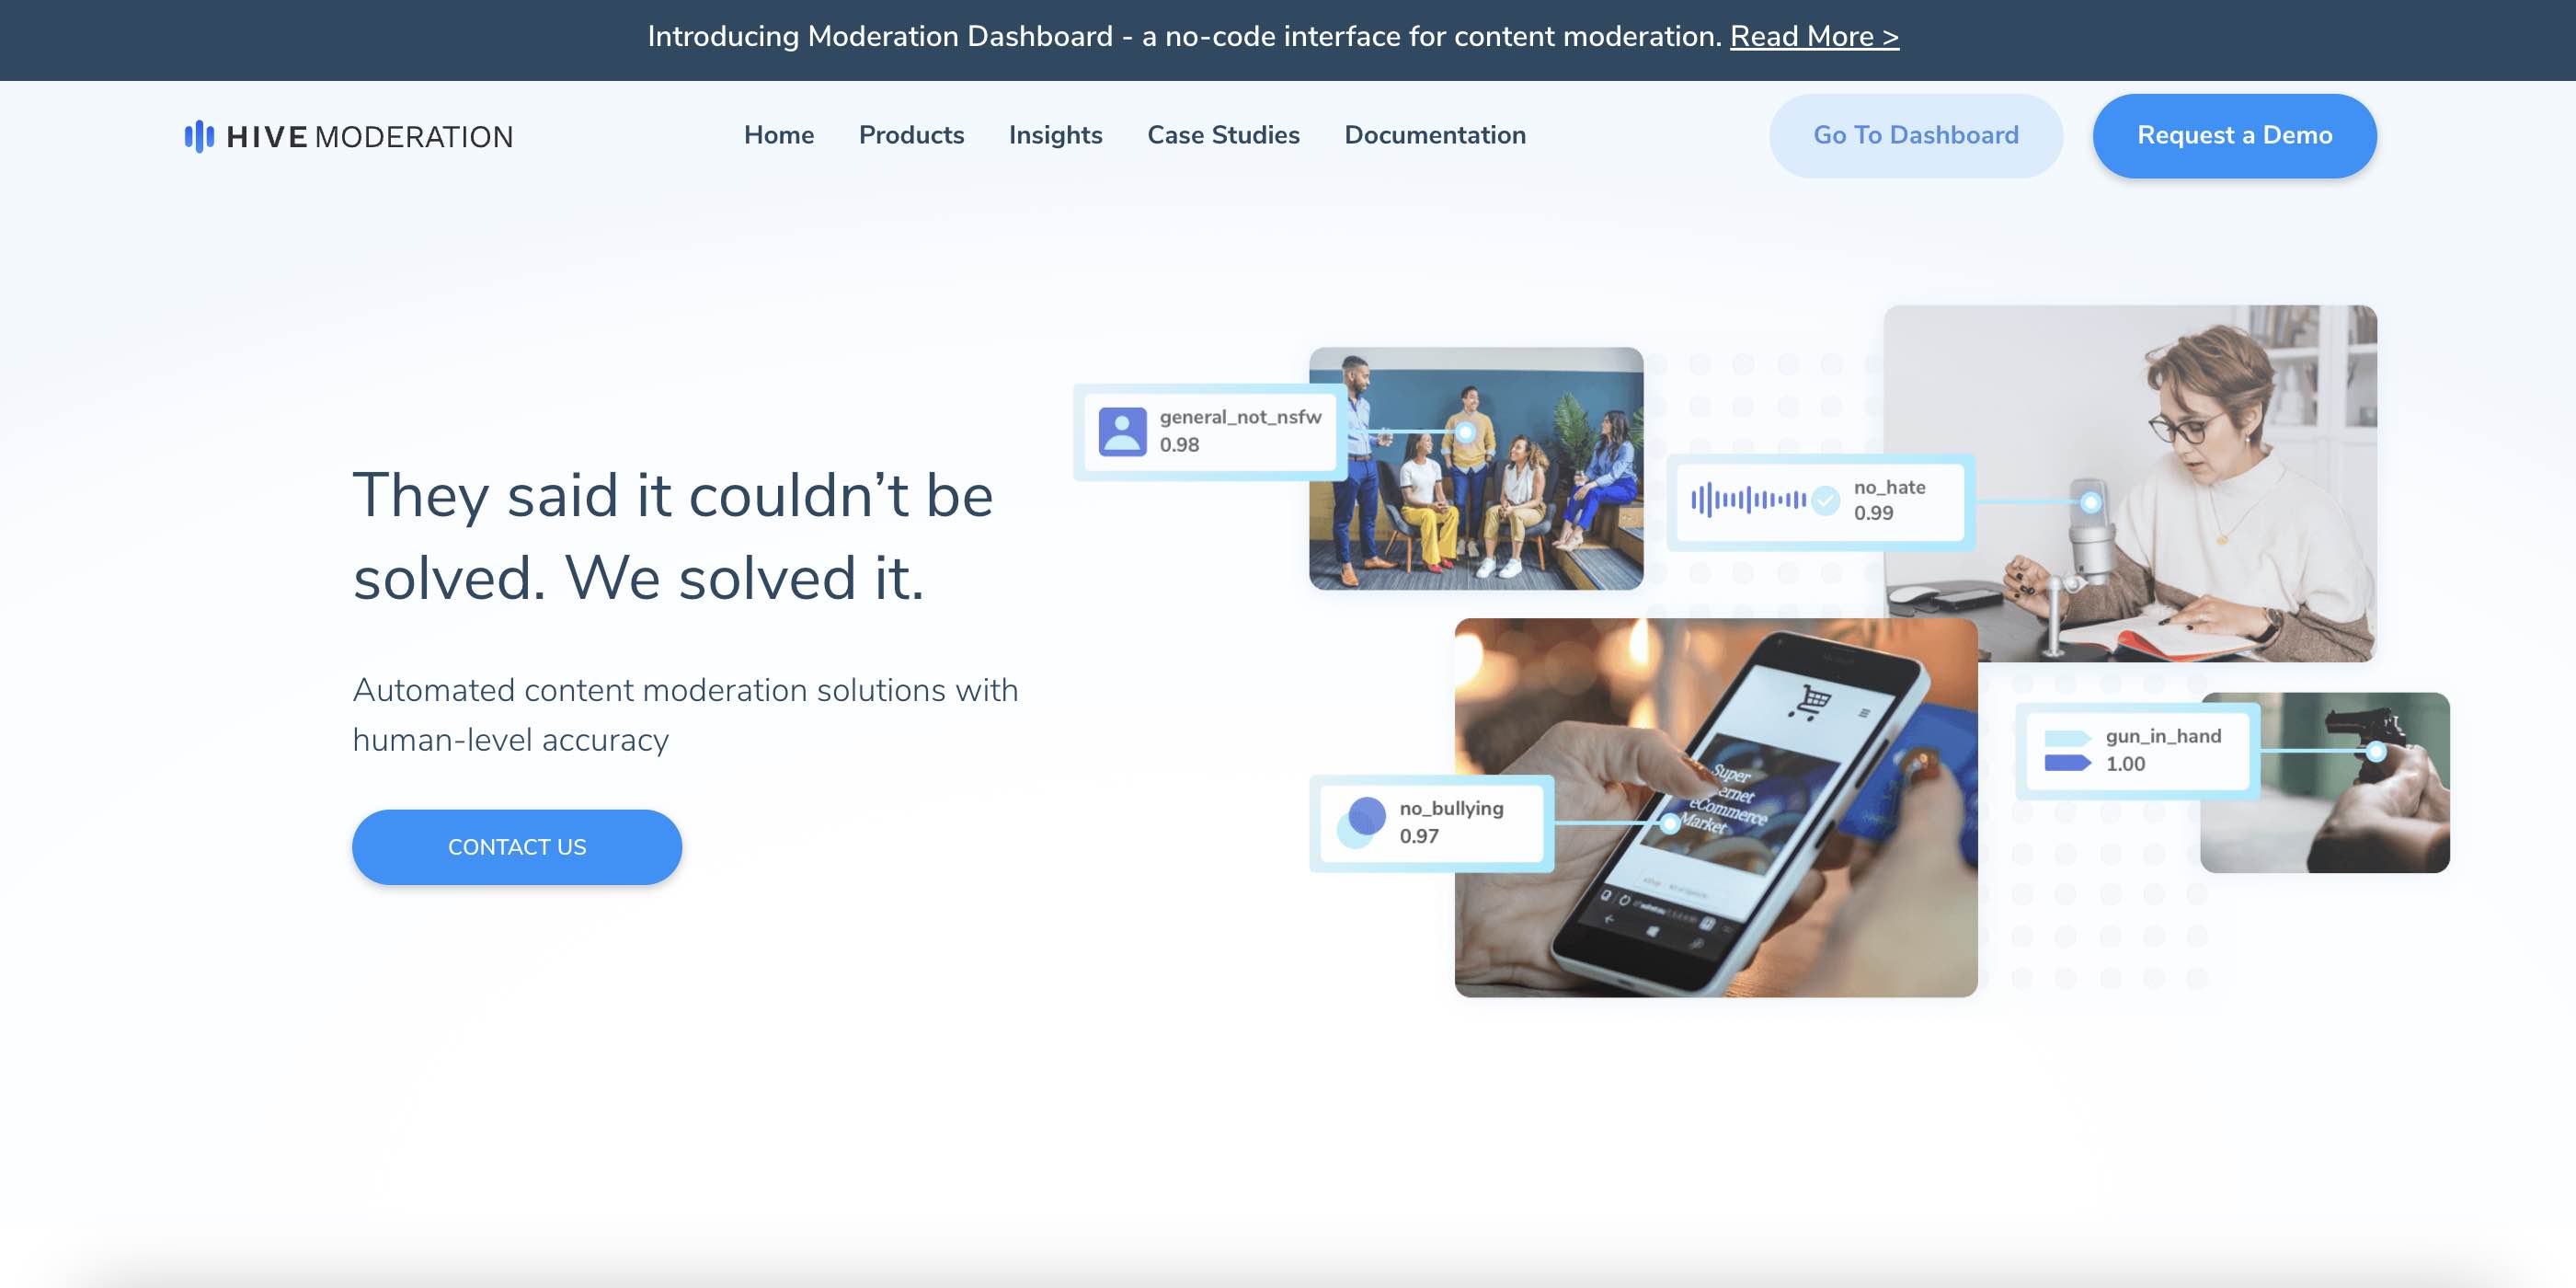 Introducing Moderation Dashboard - a no-code interface for content moderation. Read More >
HIVE MODERATION
Home Products Insights Case Studies Documentation
Go To Dashboard
Request a Demo
They said it couldn’t be
solved. We solved it.
Automated content moderation solutions with
human-level accuracy
CONTACT US
general_not_nsfw
0.98
no_hate
0.99
no_bullying
0.97
Super
eCommerce
Market
gun_in_hand
1.00